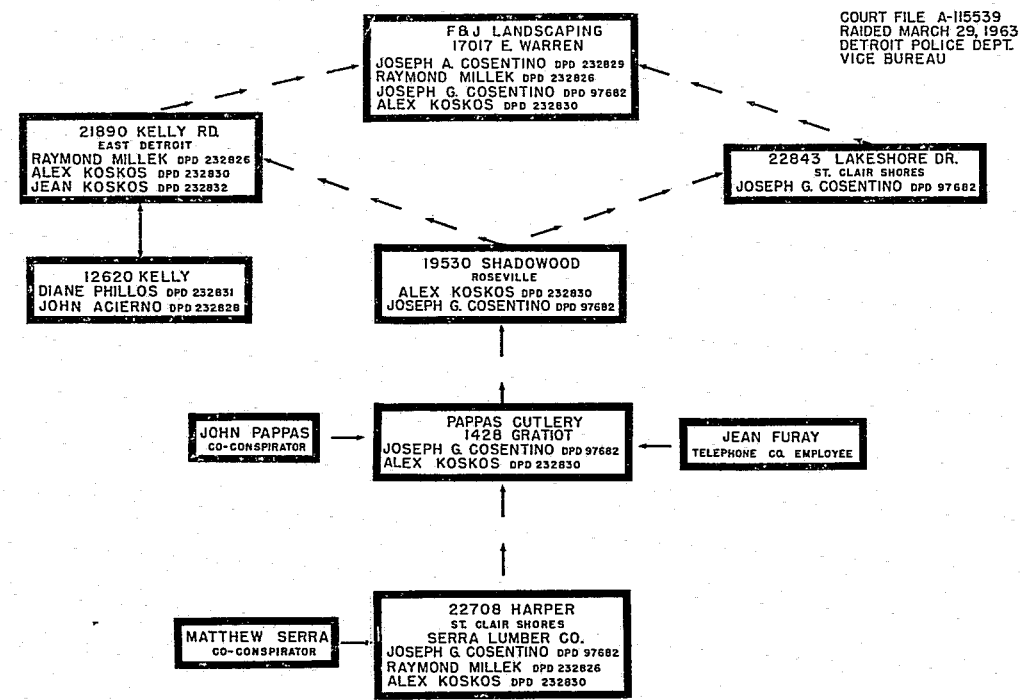 COURT FILE A-115539
RAIDED MARCH 29, 1963
DETROIT POLICE DEPT.
VICE BUREAU
F&J LANDSCAPING
17017 E. WARREN
JOSEPH A. COSENTINO DPD 232829
RAYMOND MILLEK DPD 232826
JOSEPH G. COSENTINO DPD 97682
ALEX KOSKOS DPD 232830
21890 KELLY RD.
EAST DETROIT
RAYMOND MILLEK DPD 232826
ALEX KOSKOS DPD 232830
JEAN KOSKOS DPD 232832
22843 LAKESHORE DR.
ST. CLAIR SHORES
JOSEPH G. COSENTINO DPD 97682
12620 KELLY
DIANE PHILLOS DPD 232831
JOHN ACIERNO DPD 232828
19530 SHADOWOOD
ROSEVILLE
ALEX KOSKOS DPD 232830
JOSEPH G. COSENTINO DPD 97682
JOHN PAPPAS
CO-CONSPIRATOR
PAPPAS CUTLERY
1428 GRATIOT
JOSEPH G. COSENTINO DPD 97682
ALEX KOSKOS DPD 232830
JEAN FURAY
TELEPHONE CO. EMPLOYEE
MATTHEW SERRA
CO-CONSPIRATOR
22708 HARPER
ST. CLAIR SHORES
SERRA LUMBER CO.
JOSEPH G. COSENTINO DPD 97682
RAYMOND MILLEK DPD 232826
ALEX KOSKOS DPD 232830